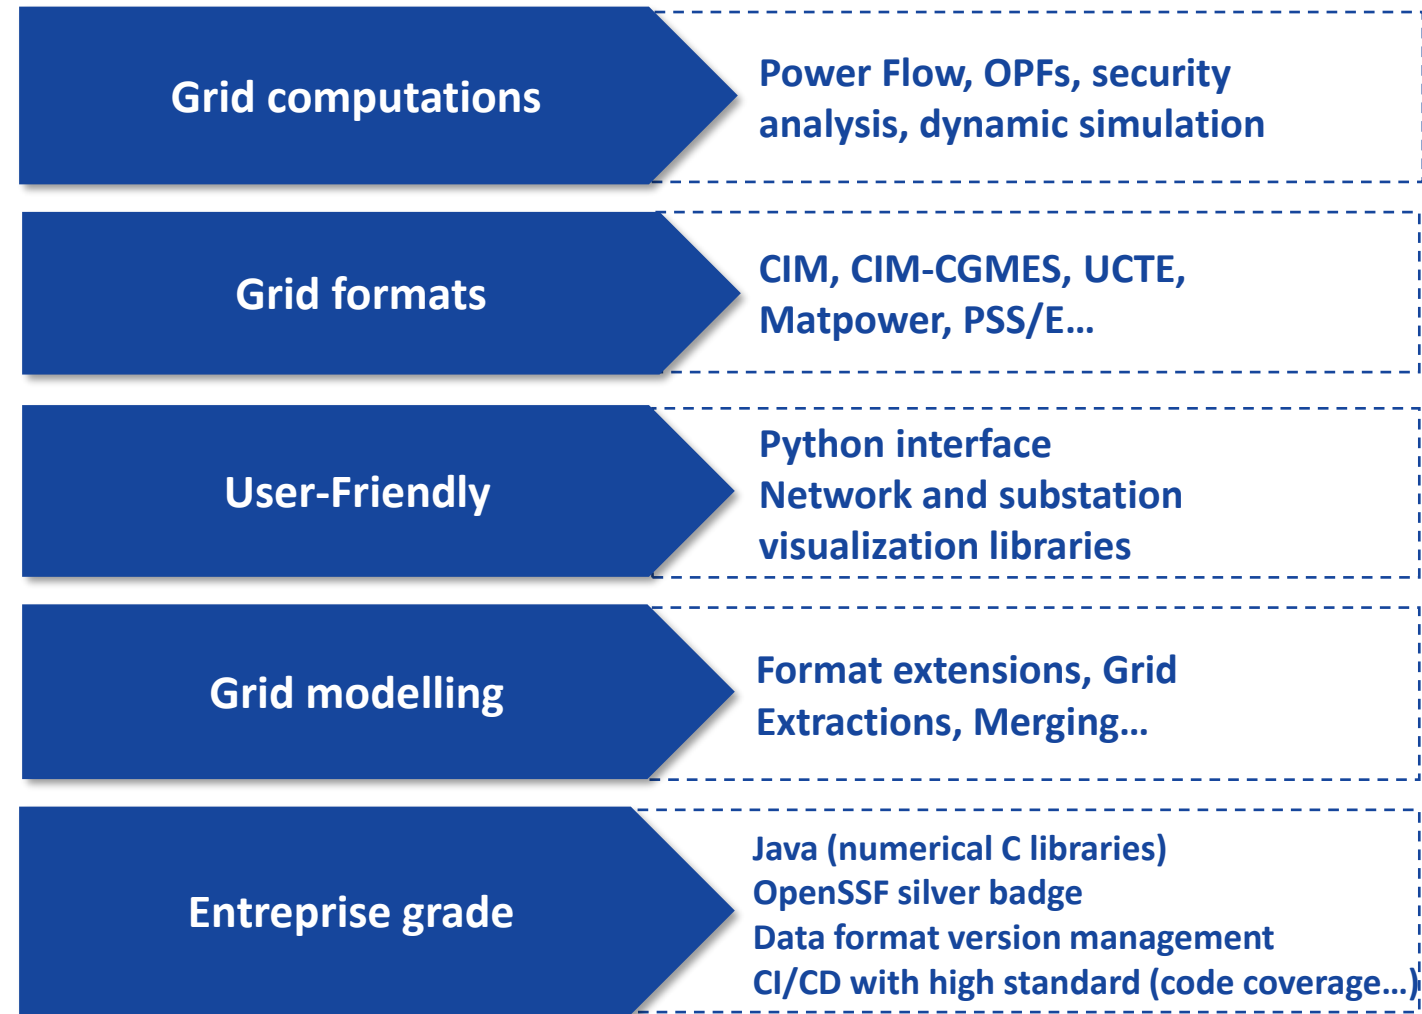 Grid computations
Power Flow, OPFs, security
analysis, dynamic simulation
Grid formats
CIM, CIM-CGMES, UCTE,
Matpower, PSS/E…
User-Friendly
Python interface
Network and substation
visualization libraries
Grid modelling
Format extensions, Grid
Extractions, Merging…
Entreprise grade
Java (numerical C libraries)
OpenSSF silver badge
Data format version management
CI/CD with high standard (code coverage…)